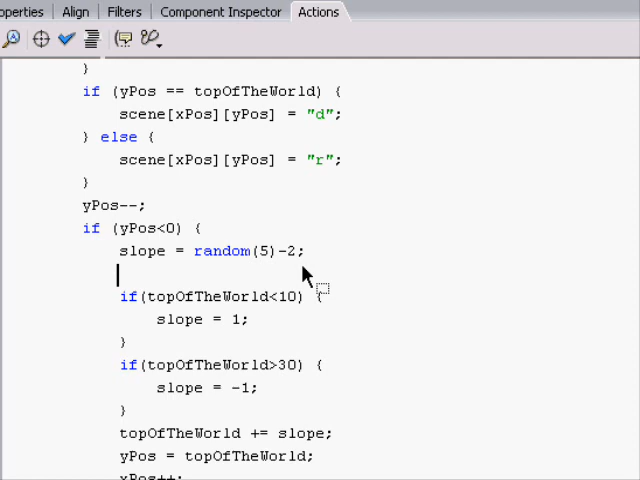 operties Align Filters Component Inspector Actions
}
if (yPos == topOfTheWorld) {
scene[xPos][yPos] = "d";
} else {
scene[xPos][yPos] = "r";
}
yPos--;
if (yPos<0) {
slope = random(5)-2;
if(topOfTheWorld<10) {
slope = 1;
}
if(topOfTheWorld>30) {
slope = -1;
}
topOfTheWorld += slope;
yPos = topOfTheWorld;
xPos++;